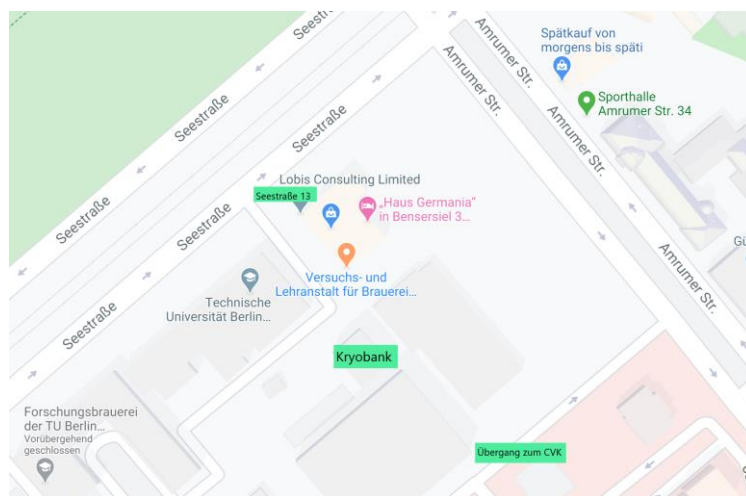 Seestraße
Amrumer Str.
Spätkauf von
morgens bis späti
Amrumer Str.
Seestraße
Seestraße
Sporthalle
Amrumer Str. 34
Amrumer Str.
Lobis Consulting Limited
Seestraße 13
„Haus Germania"
in Bensersiel 3...
Seestraße
Seestraße
Versuchs- und
Lehranstalt für Brauerei...
Amrumer Str.
Technische
Universität Berlin...
Seestraße
Kryobank
Forschungsbrauerei
der TU Berlin...
Vorübergehend
geschlossen
Übergang zum CVK